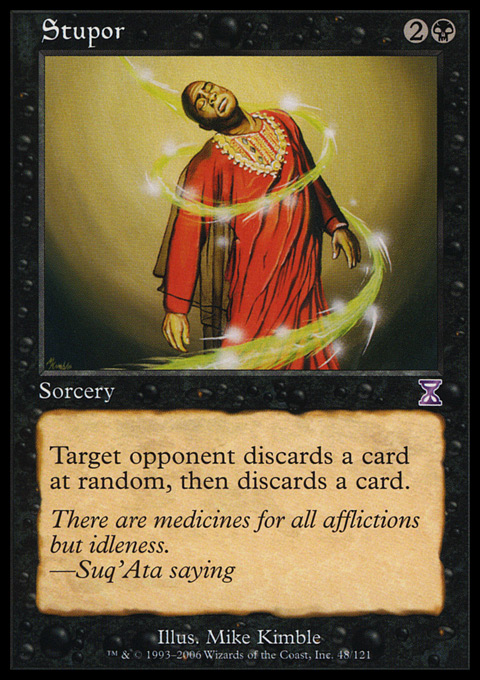 Stupor
2
Sorcery
Target opponent discards a card
at random, then discards a card.
There are medicines for all afflictions
but idleness.
—Suq'Ata saying
Illus. Mike Kimble
™ & © 1993–2006 Wizards of the Coast, Inc. 48/121